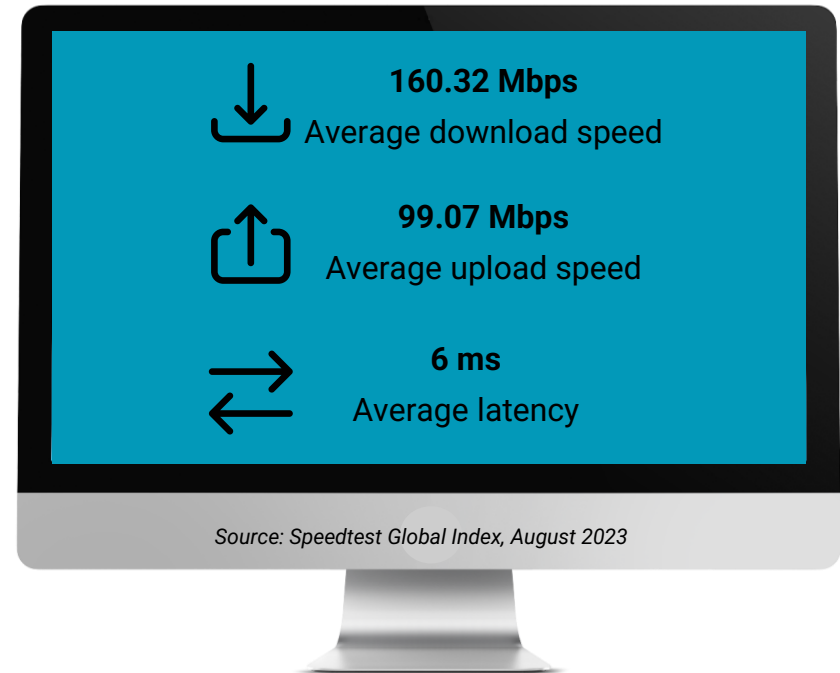 160.32 Mbps
Average download speed
99.07 Mbps
Average upload speed
6 ms
Average latency
Source: Speedtest Global Index, August 2023